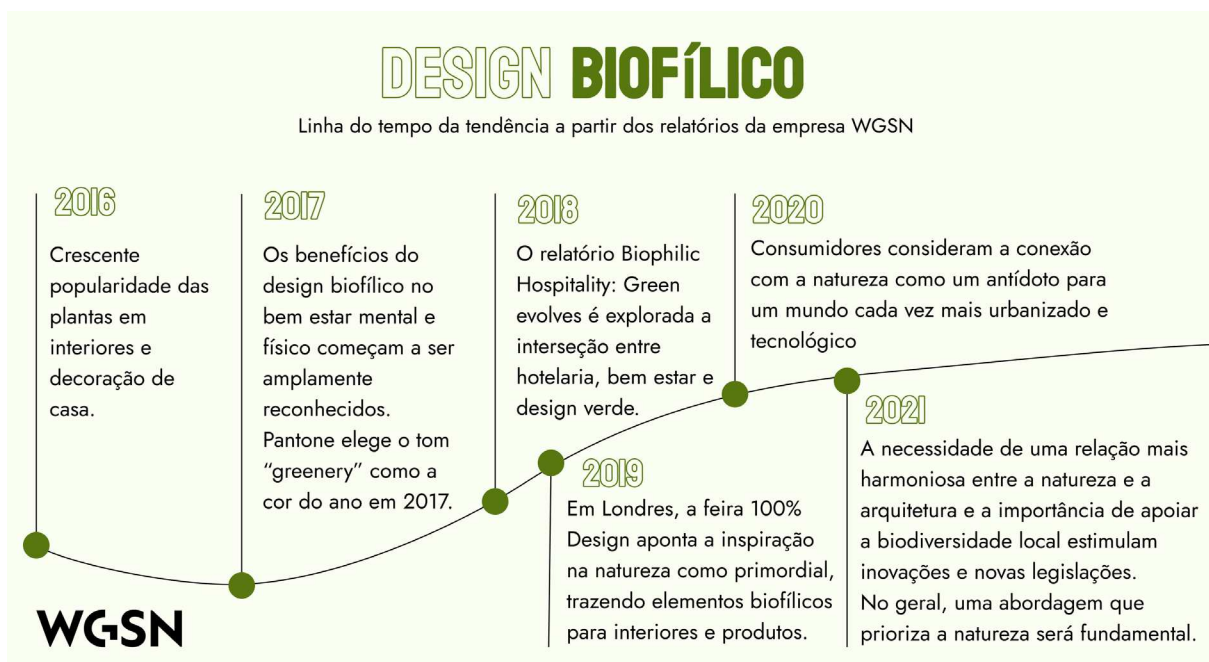 DESIGN BIOFÍLICO
Linha do tempo da tendência a partir dos relatórios da empresa WGSN
2016
Crescente
popularidade das
plantas em
interiores e
decoração de
casa.
2017
Os benefícios do
design biofílico no
bem estar mental e
físico começam a ser
amplamente
reconhecidos.
Pantone elege o tom
“greenery” como a
cor do ano em 2017.
2018
O relatório Biophilic
Hospitality: Green
evolves é explorada a
interseção entre
hotelaria, bem estar e
design verde.
2019
Em Londres, a feira 100%
Design aponta a inspiração
na natureza como primordial,
trazendo elementos biofílicos
para interiores e produtos.
2020
Consumidores consideram a conexão
com a natureza como um antídoto para
um mundo cada vez mais urbanizado e
tecnológico
2021
A necessidade de uma relação mais
harmoniosa entre a natureza e a
arquitetura e a importância de apoiar
a biodiversidade local estimulam
inovações e novas legislações.
No geral, uma abordagem que
prioriza a natureza será fundamental.
WGSN